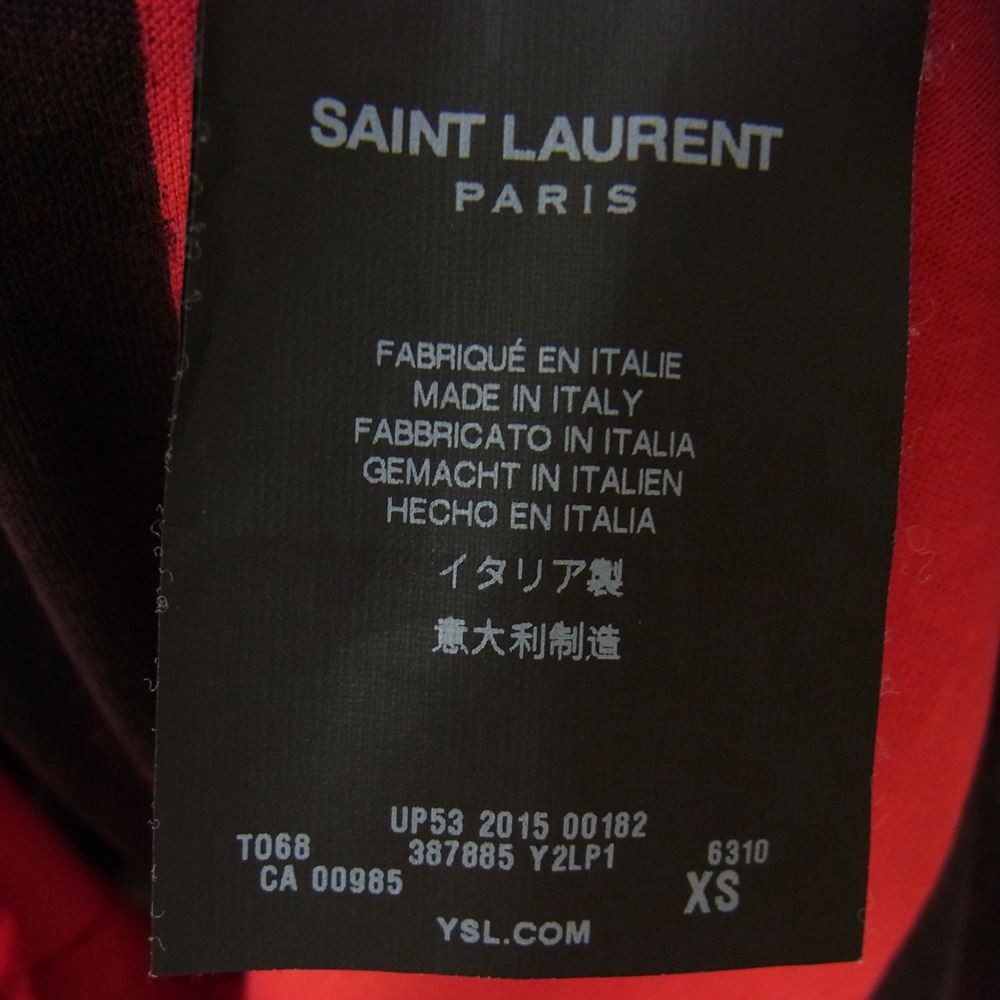 SAINT LAURENT
PARIS
FABRIQUÉ EN ITALIE
MADE IN ITALY
FABBRICATO IN ITALIA
GEMACHT IN ITALIEN
HECHO EN ITALIA
イタリア製
意大利制造
UP53 2015 00182
TO68 387885 Y2LP1 6310
CA 00985 XS
YSL.COM